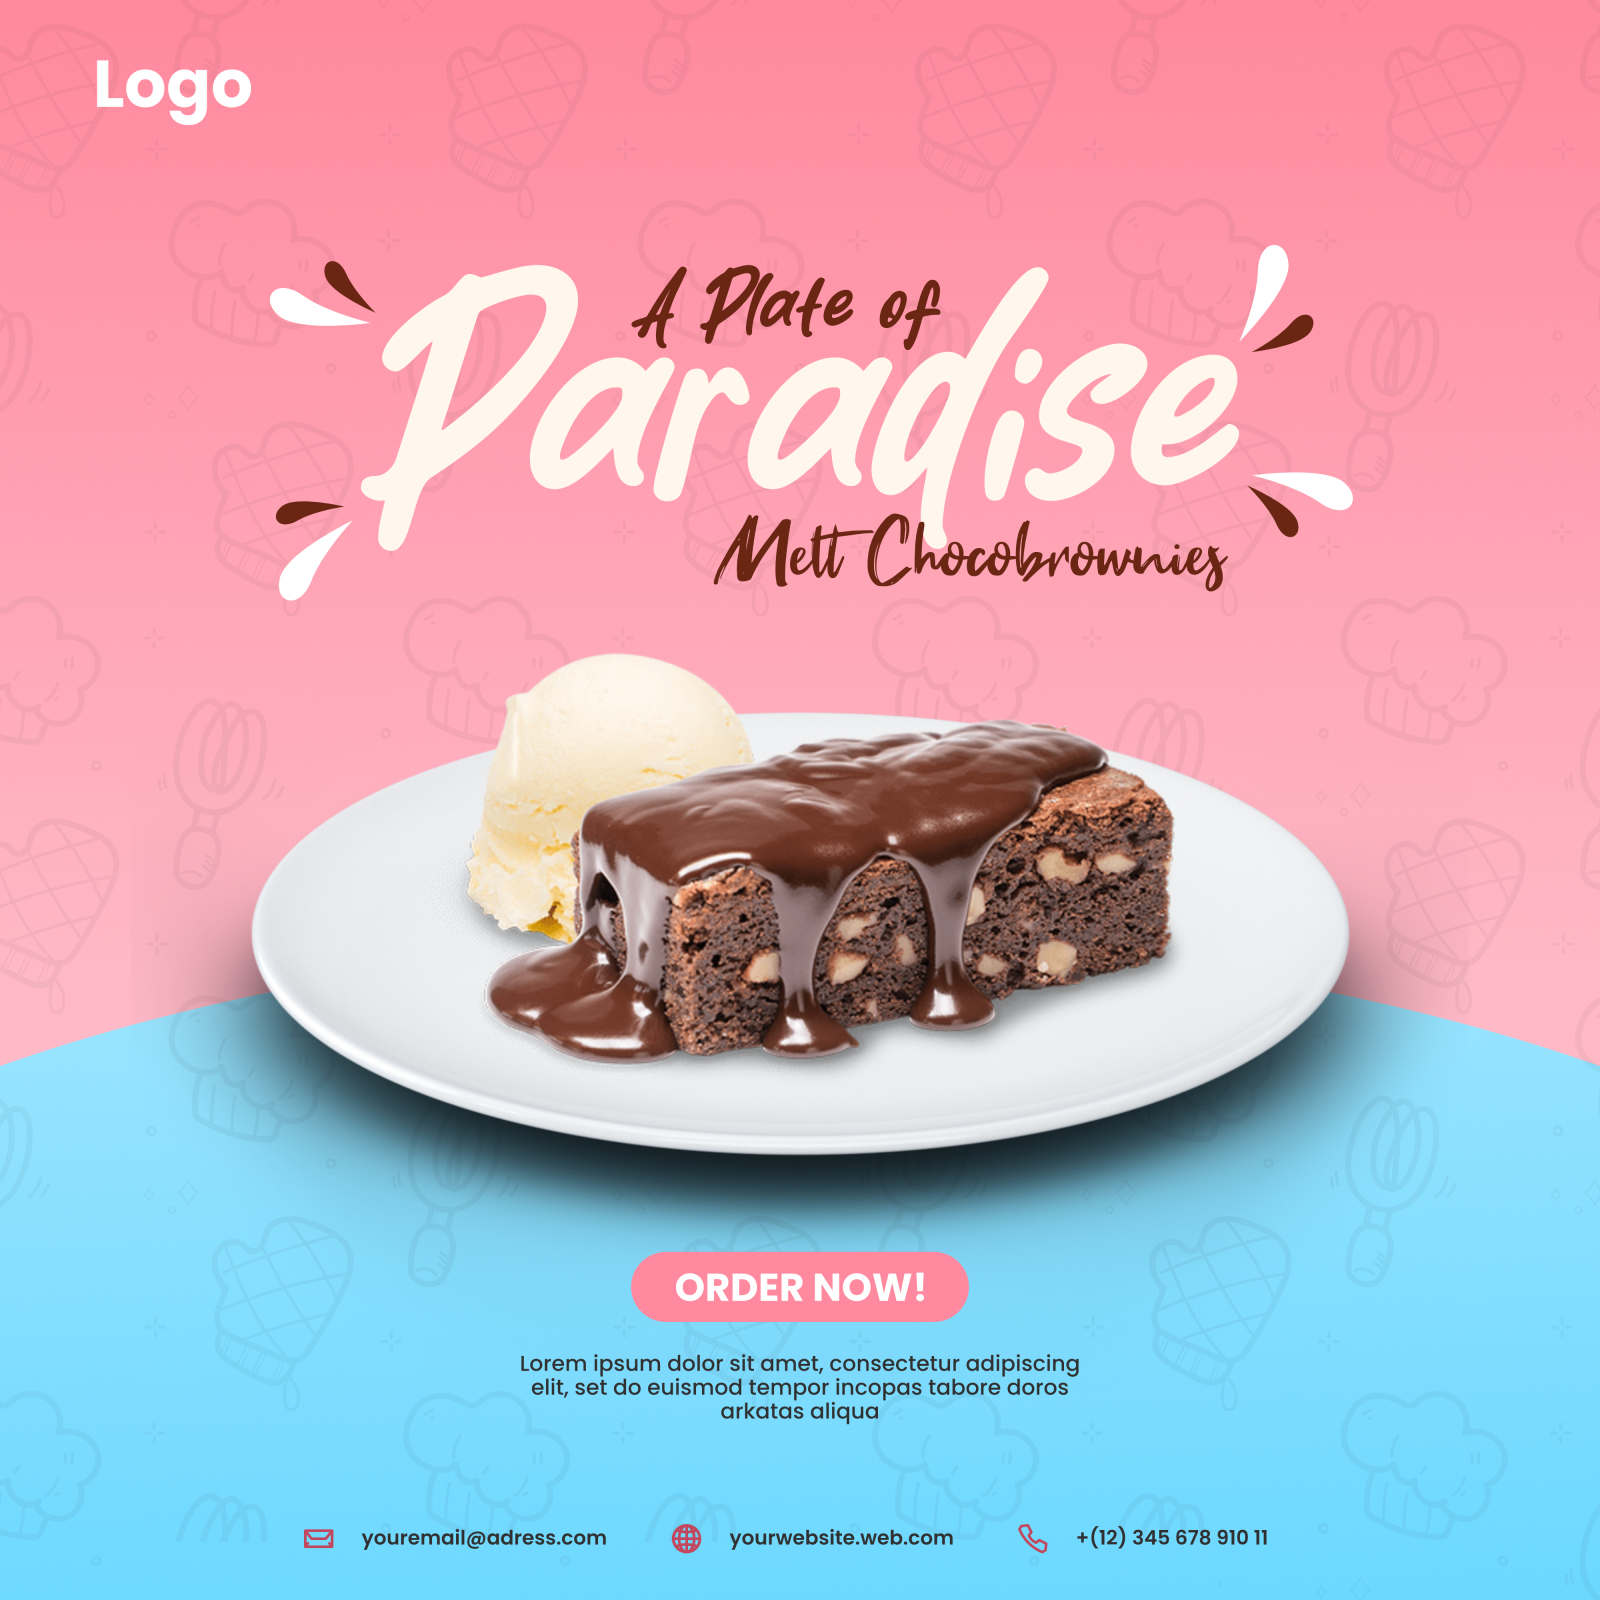 Logo
A Plate of
Paradise
Melt Chocobrownies
ORDER NOW!
Lorem ipsum dolor sit amet, consectetur adipiscing
elit, set do euismod tempor incopas tabore doros
arkatas aliqua
youremail@adress.com yourwebsite.web.com +(12) 345 678 910 11